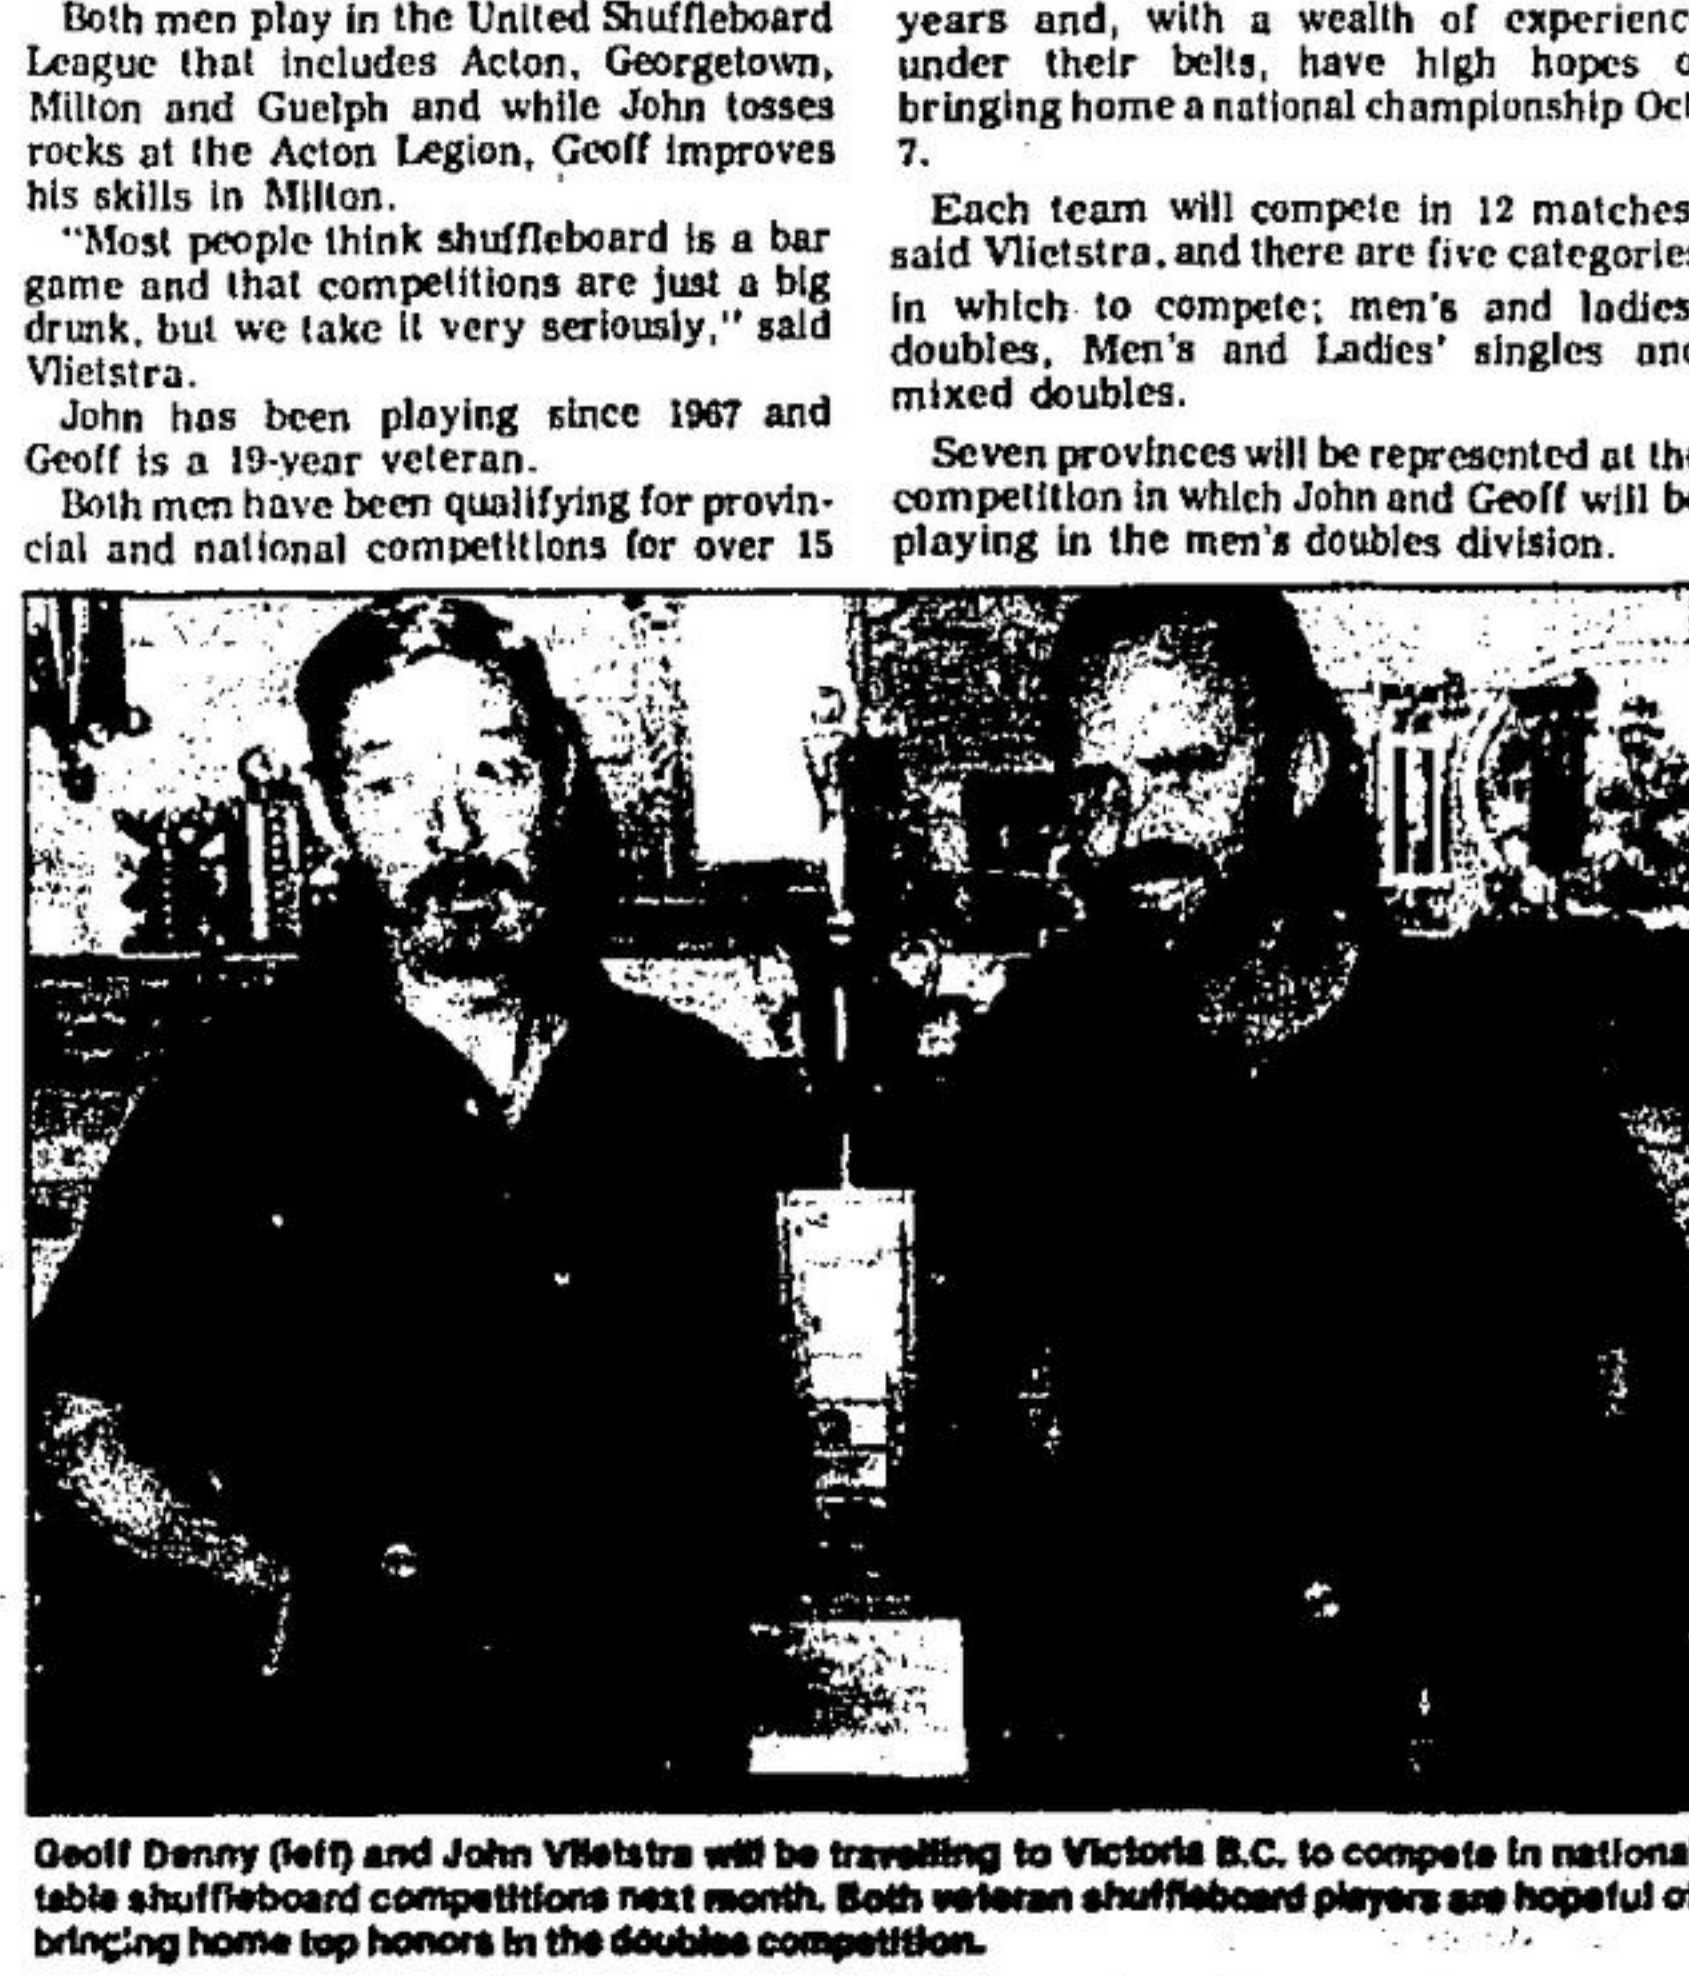 Both men play in the United Shuffleboard
League that includes Acton, Georgetown,
Milton and Guelph and while John tosses
rocks at the Acton Legion, Geoff improves
his skills in Milton.
"Most people think shuffleboard is a bar
game and that competitions are just a big
drunk, but we take it very seriously," said
Vlietstra.
John has been playing since 1967 and
Geoff is a 19-year veteran.
Both men have been qualifying for provin-
cial and national competitions for over 15
years and, with a wealth of experienc
under their belts, have high hopes o
bringing home a national championship Oct
7.
Each team will compete in 12 matches
said Vlietstra, and there are five categories
in which to compete; men's and ladies
doubles, Men's and Ladies' singles and
mixed doubles.
Seven provinces will be represented at the
competition in which John and Geoff will be
playing in the men's doubles division.
Geoff Denny (left) and John Vlietstra will be travelling to Victoria B.C. to compete in national
table shuffleboard competitions next month. Both veteran shuffleboard players are hopeful of
bringing home top honors in the doubles competition.